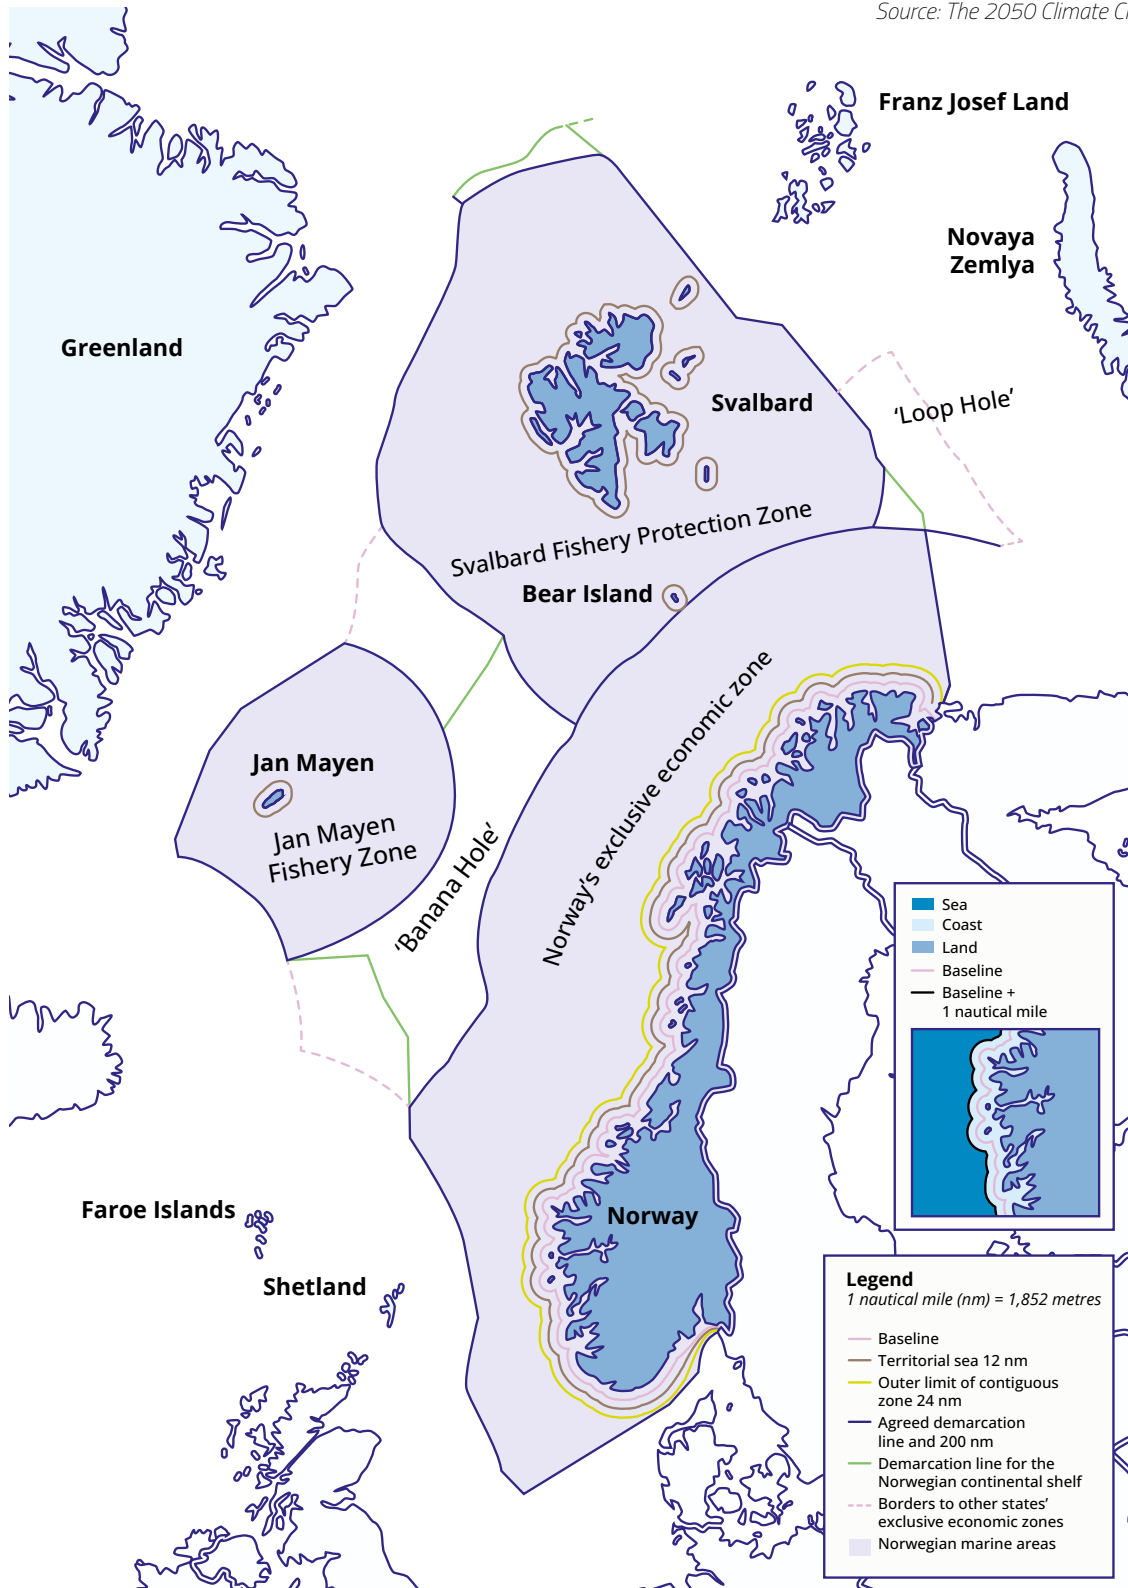 Source: The 2050 Climate
Franz Josef Land
Novaya
Zemlya
Greenland
Svalbard
'Loop Hole'
Svalbard Fishery Protection Zone
Bear Island
Norway's exclusive economic zone
Jan Mayen
Jan Mayen
Fishery Zone
'Banana Hole'
Sea
Coast
Land
Baseline
Baseline +
1 nautical mile
Faroe Islands
Norway
Shetland
Legend
1 nautical mile (nm) = 1,852 metres
Baseline
Territorial sea 12 nm
Outer limit of contiguous
zone 24 nm
Agreed demarcation
line and 200 nm
Demarcation line for the
Norwegian continental shelf
Borders to other states'
exclusive economic zones
Norwegian marine areas